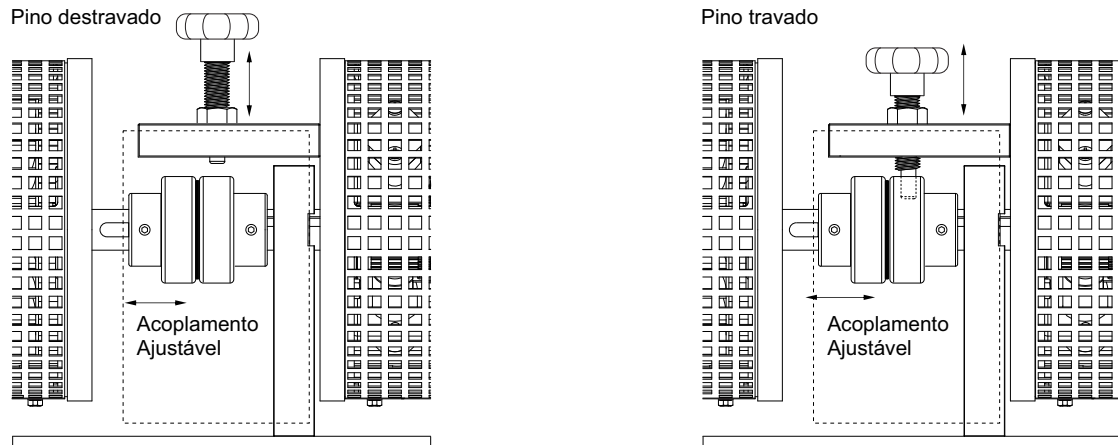 Pino destravado
Pino travado
Acoplamento
Ajustável
Acoplamento
Ajustável